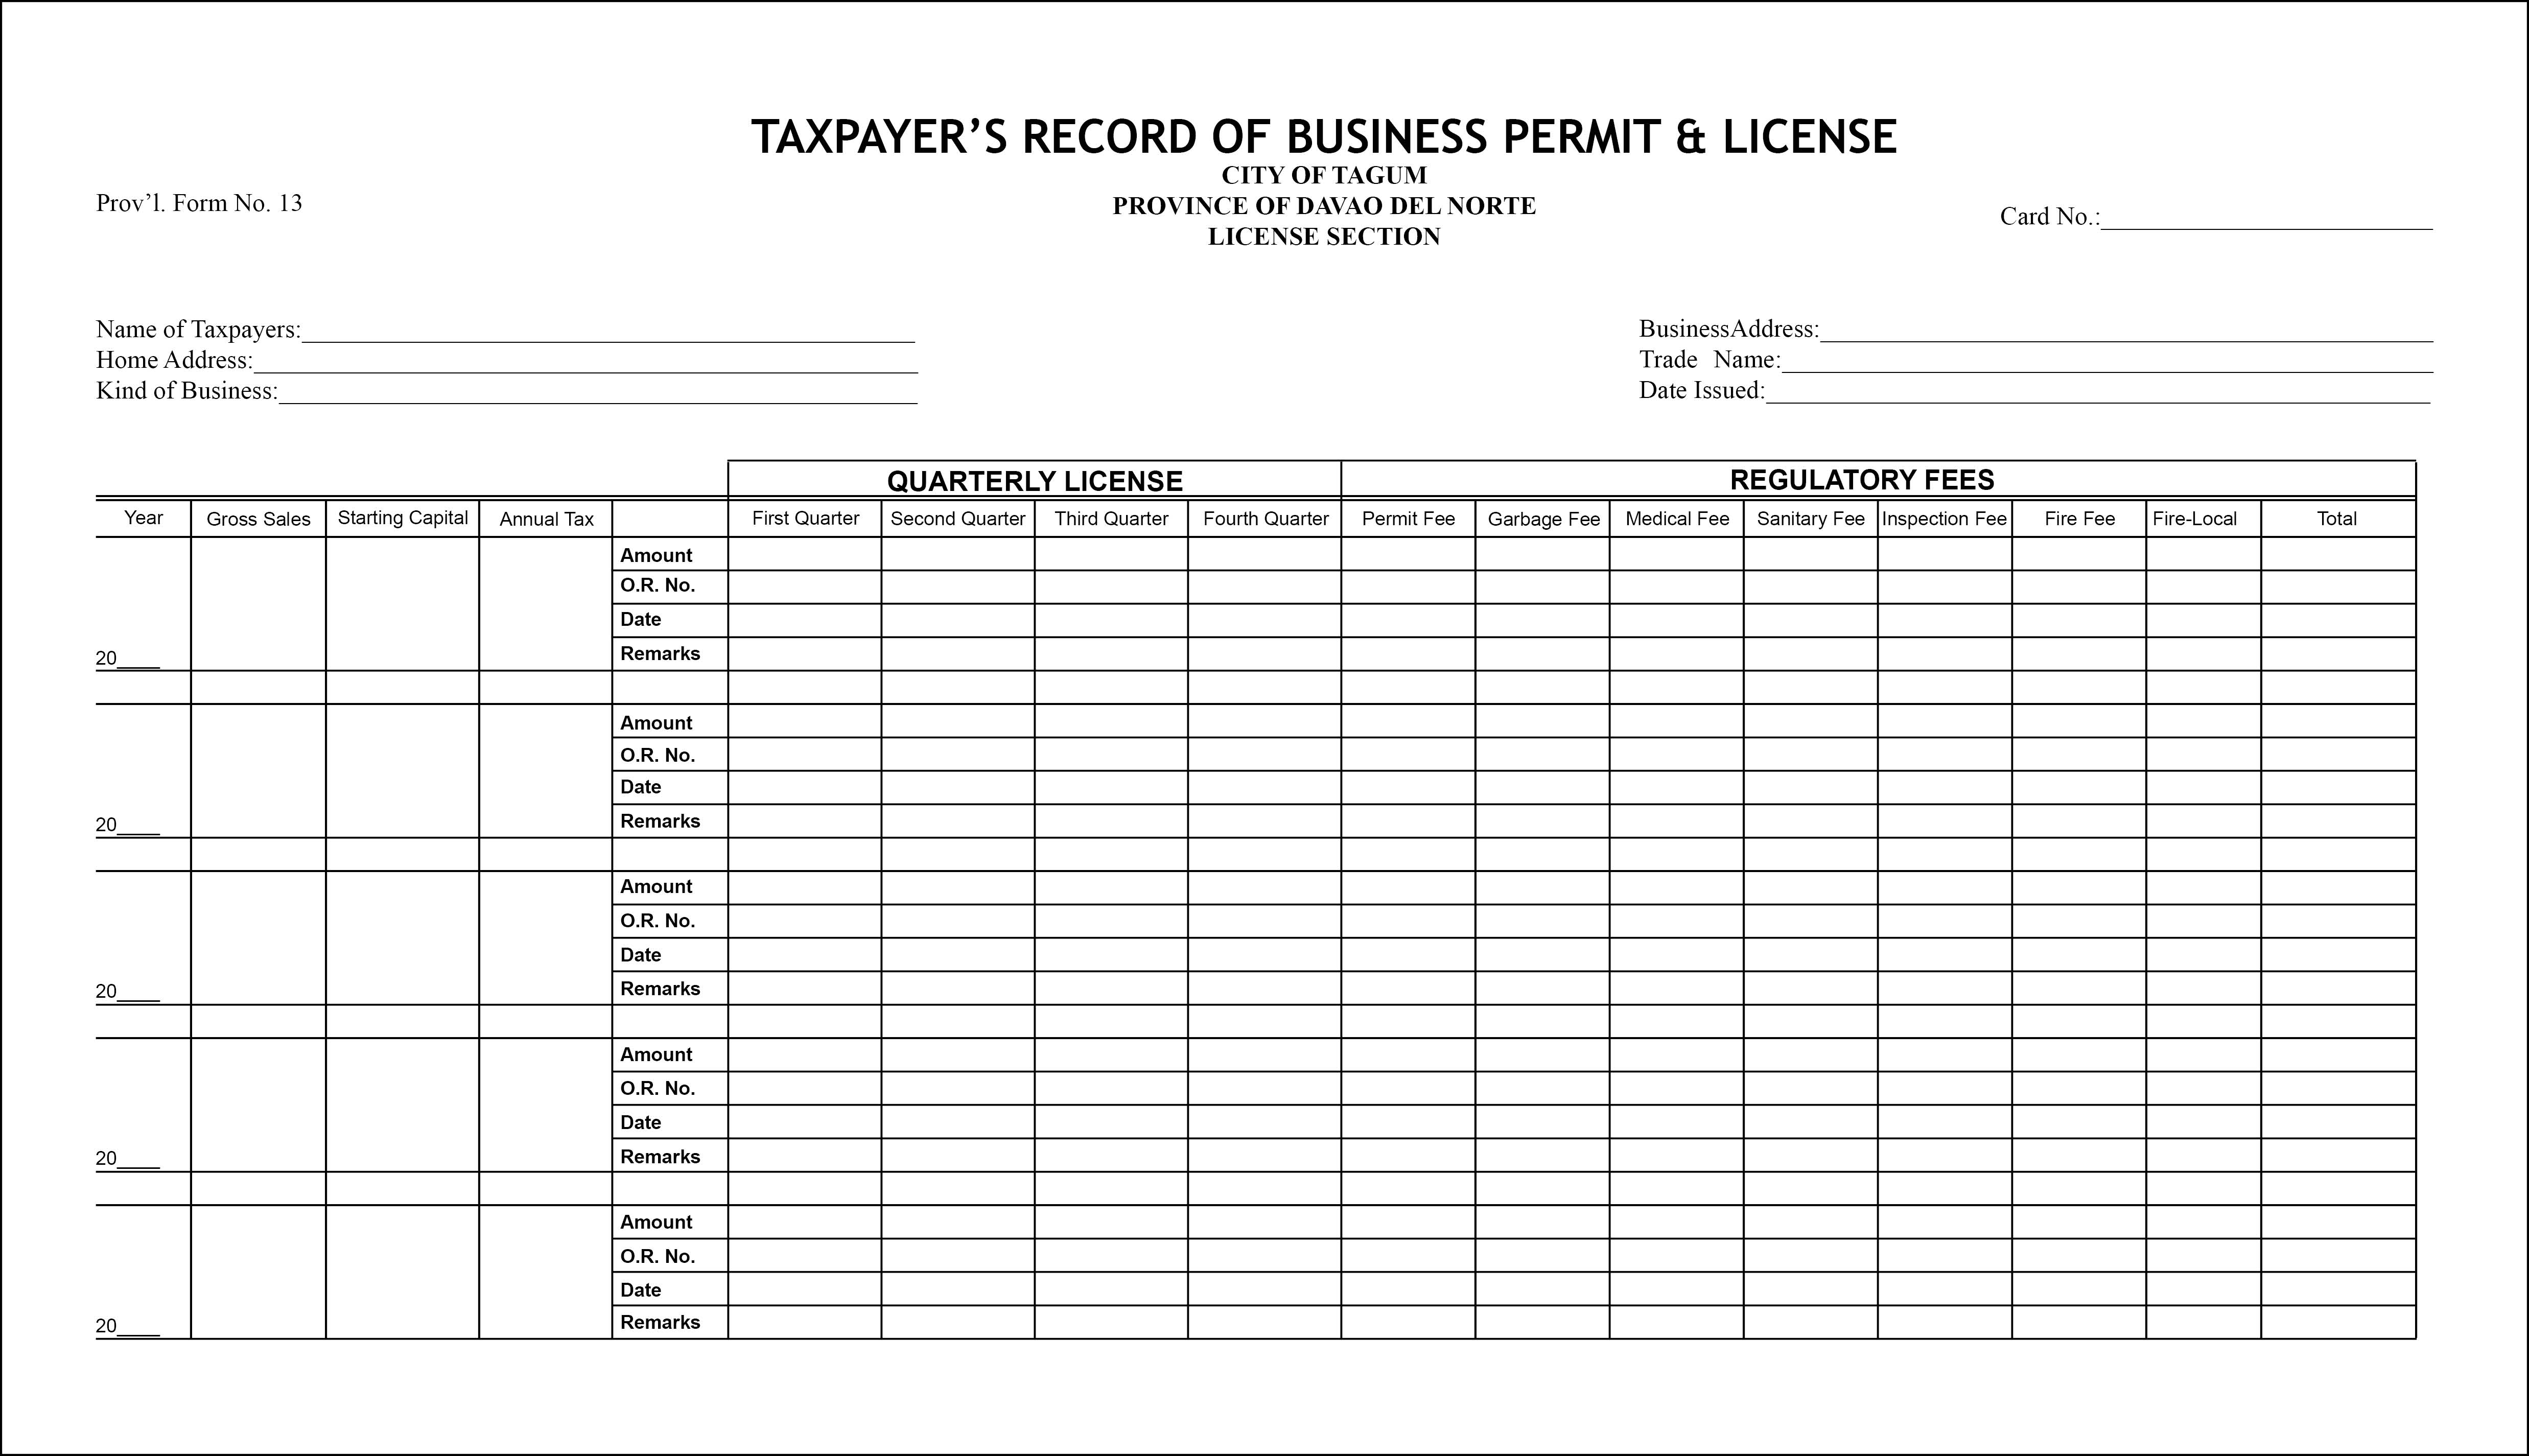 TAXPAYER’S RECORD OF BUSINESS PERMIT & LICENSE
CITY OF TAGUM
Prov’l. Form No. 13
PROVINCE OF DAVAO DEL NORTE
Card No.:
LICENSE SECTION
Name of Taxpayers:
Home Address:
Kind of Business:
BusinessAddress:
Trade Name:
Date Issued:
QUARTERLY LICENSE REGULATORY FEES
Year Gross Sales Starting Capital Annual Tax First Quarter Second Quarter Third Quarter Fourth Quarter Permit Fee Garbage Fee Medical Fee Sanitary Fee Inspection Fee Fire Fee Fire-Local Total
Amount
O.R. No.
Date
Remarks
20____
Amount
O.R. No.
Date
Remarks
20____
Amount
O.R. No.
Date
Remarks
20____
Amount
O.R. No.
Date
Remarks
20____
Amount
O.R. No.
Date
Remarks
20____